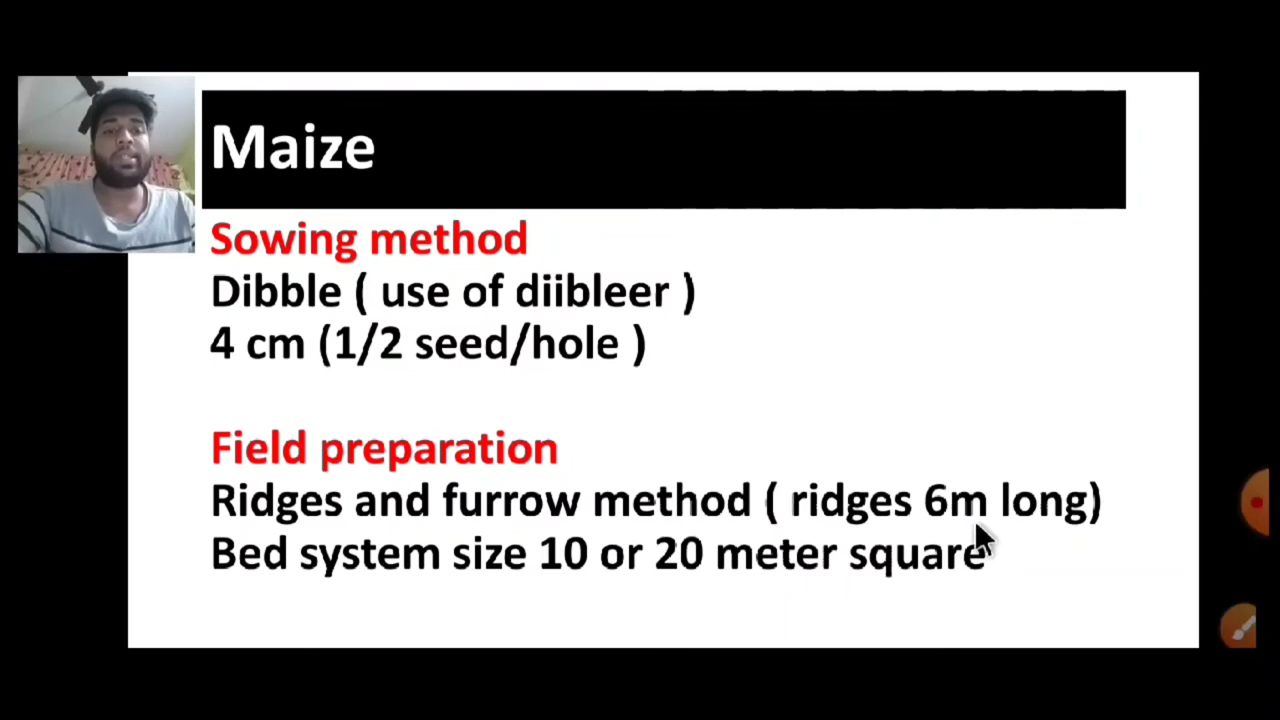 Maize
Sowing method
Dibble ( use of diibleer )
4 cm (1/2 seed/hole )
Field preparation
Ridges and furrow method ( ridges 6m long)
Bed system size 10 or 20 meter square